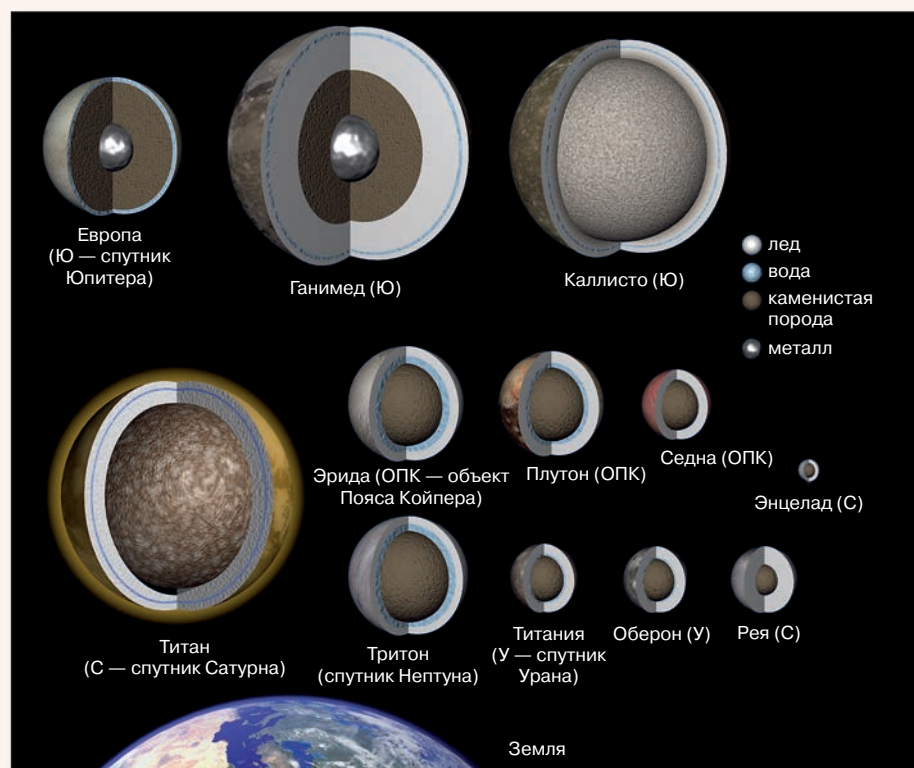 Европа
(Ю — спутник
Юпитера)
Ганимед (Ю)
Каллисто (Ю)
лед
вода
каменистая
порода
металл
Титан
(С — спутник Сатурна)
Эрида (ОПК — объект
Пояса Койпера)
Плутон (ОПК)
Седна (ОПК)
Энцелад (С)
Тритон
(спутник Нептуна)
Титания
(У — спутник
Урана)
Оберон (У)
Рея (С)
Земля